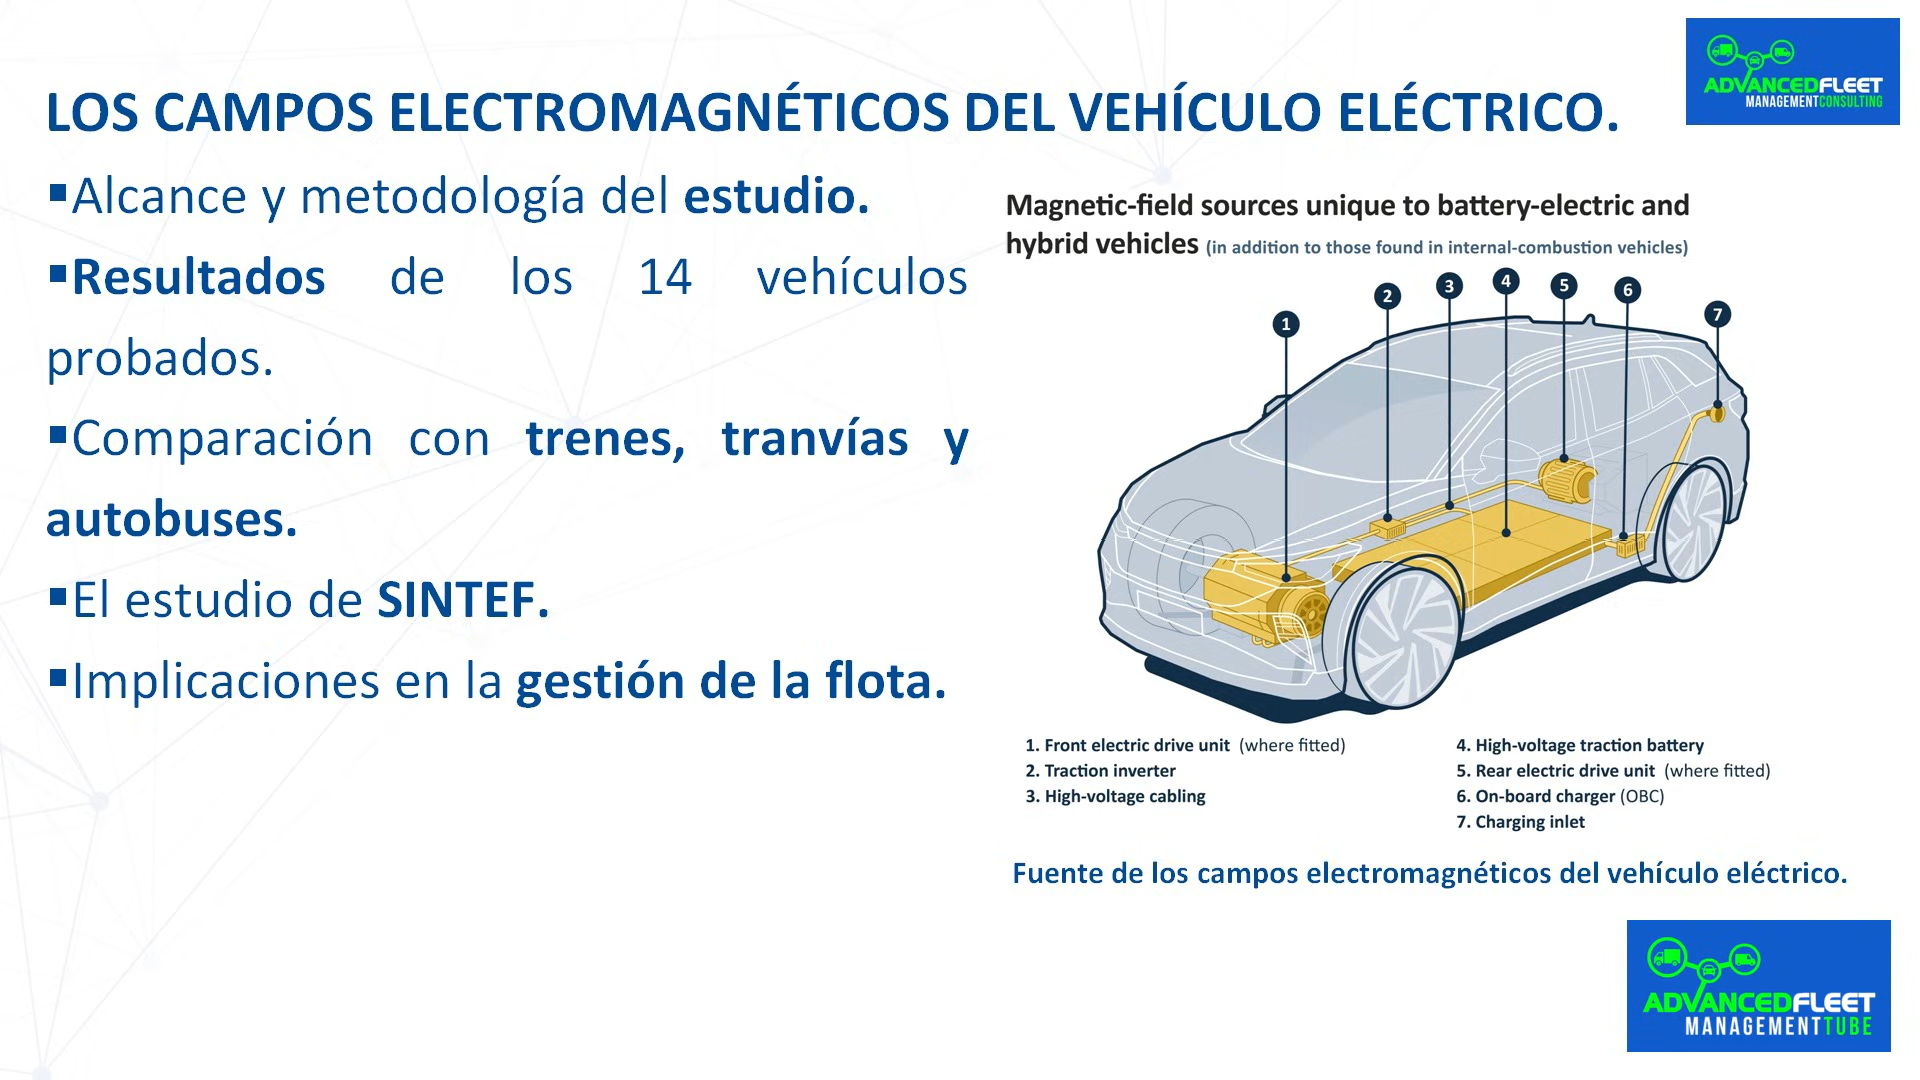 LOS CAMPOS ELECTROMAGNÉTICOS DEL VEHÍCULO ELÉCTRICO.
ADVANCEDFLEET
MANAGEMENTCONSULTING
▪Alcance y metodología del estudio.
▪Resultados de los 14 vehículos
probados.
▪Comparación con trenes, tranvías y
autobuses.
▪El estudio de SINTEF.
▪Implicaciones en la gestión de la flota.
Magnetic-field sources unique to battery-electric and
hybrid vehicles (in addition to those found in internal-combustion vehicles)
1
2
3
4
5
6
7
1. Front electric drive unit (where fitted)
2. Traction inverter
3. High-voltage cabling
4. High-voltage traction battery
5. Rear electric drive unit (where fitted)
6. On-board charger (OBC)
7. Charging inlet
Fuente de los campos electromagnéticos del vehículo eléctrico.
ADVANCEDFLEET
MANAGEMENTTUBE